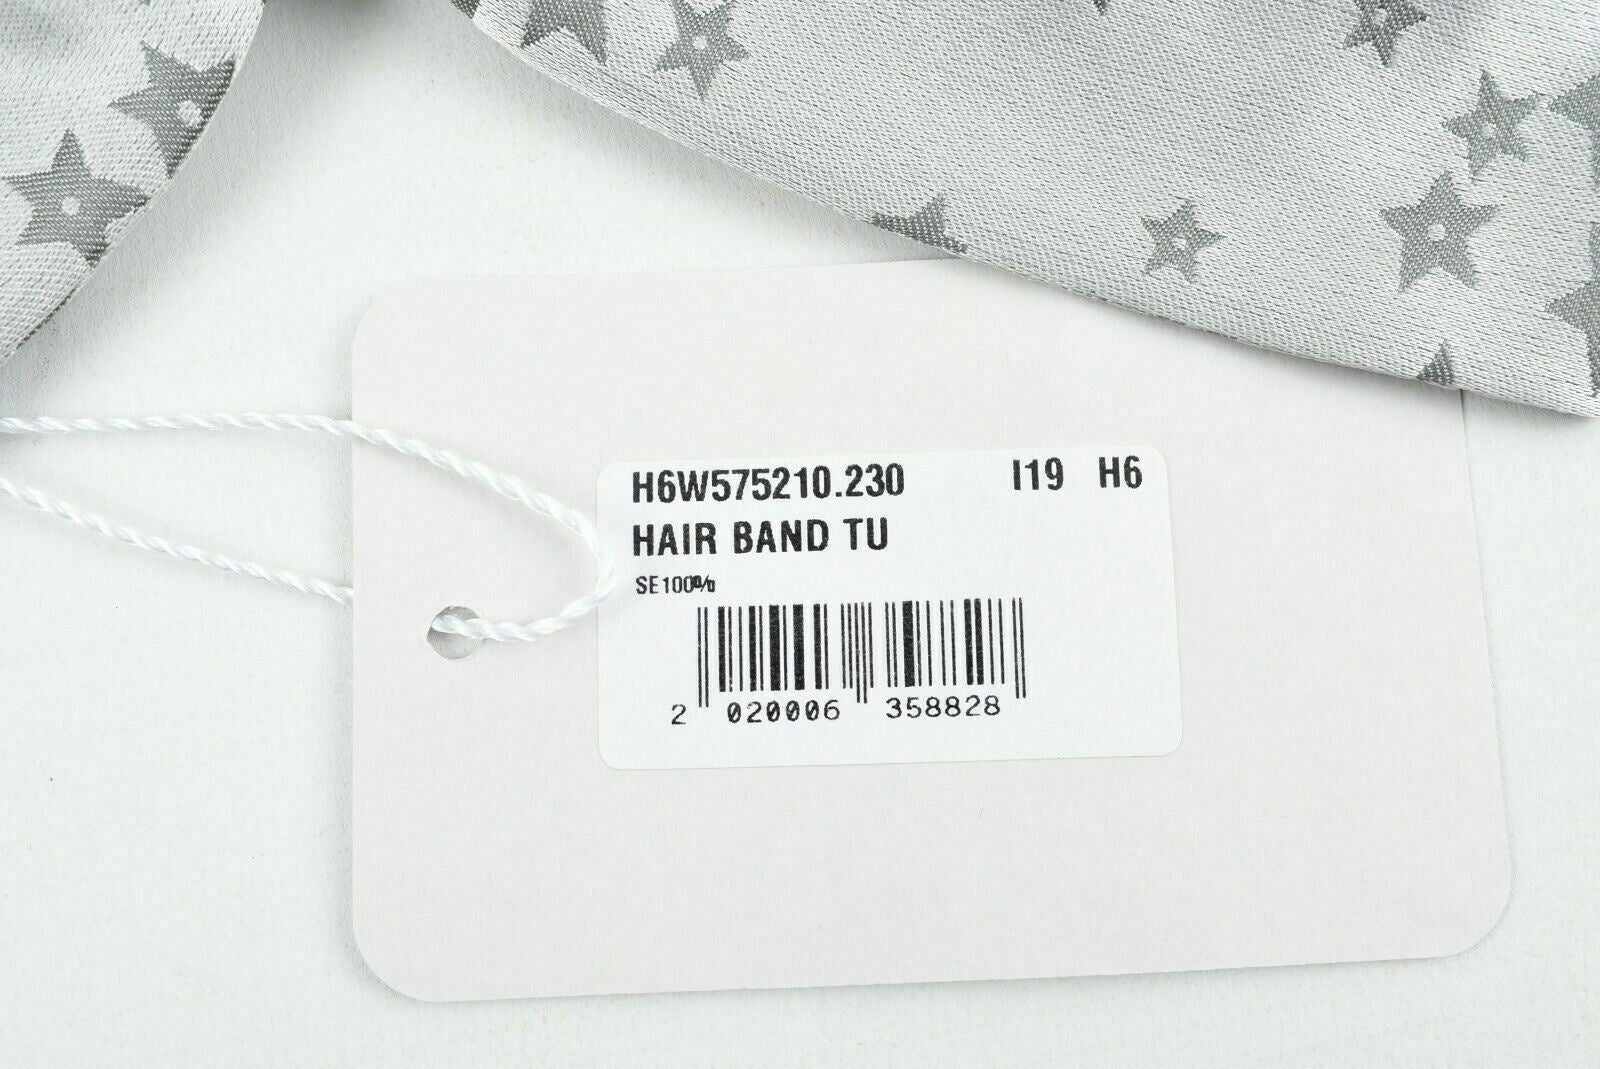 H6W575210.230 I19 H6
HAIR BAND TU
SE100%
2 020006 358828